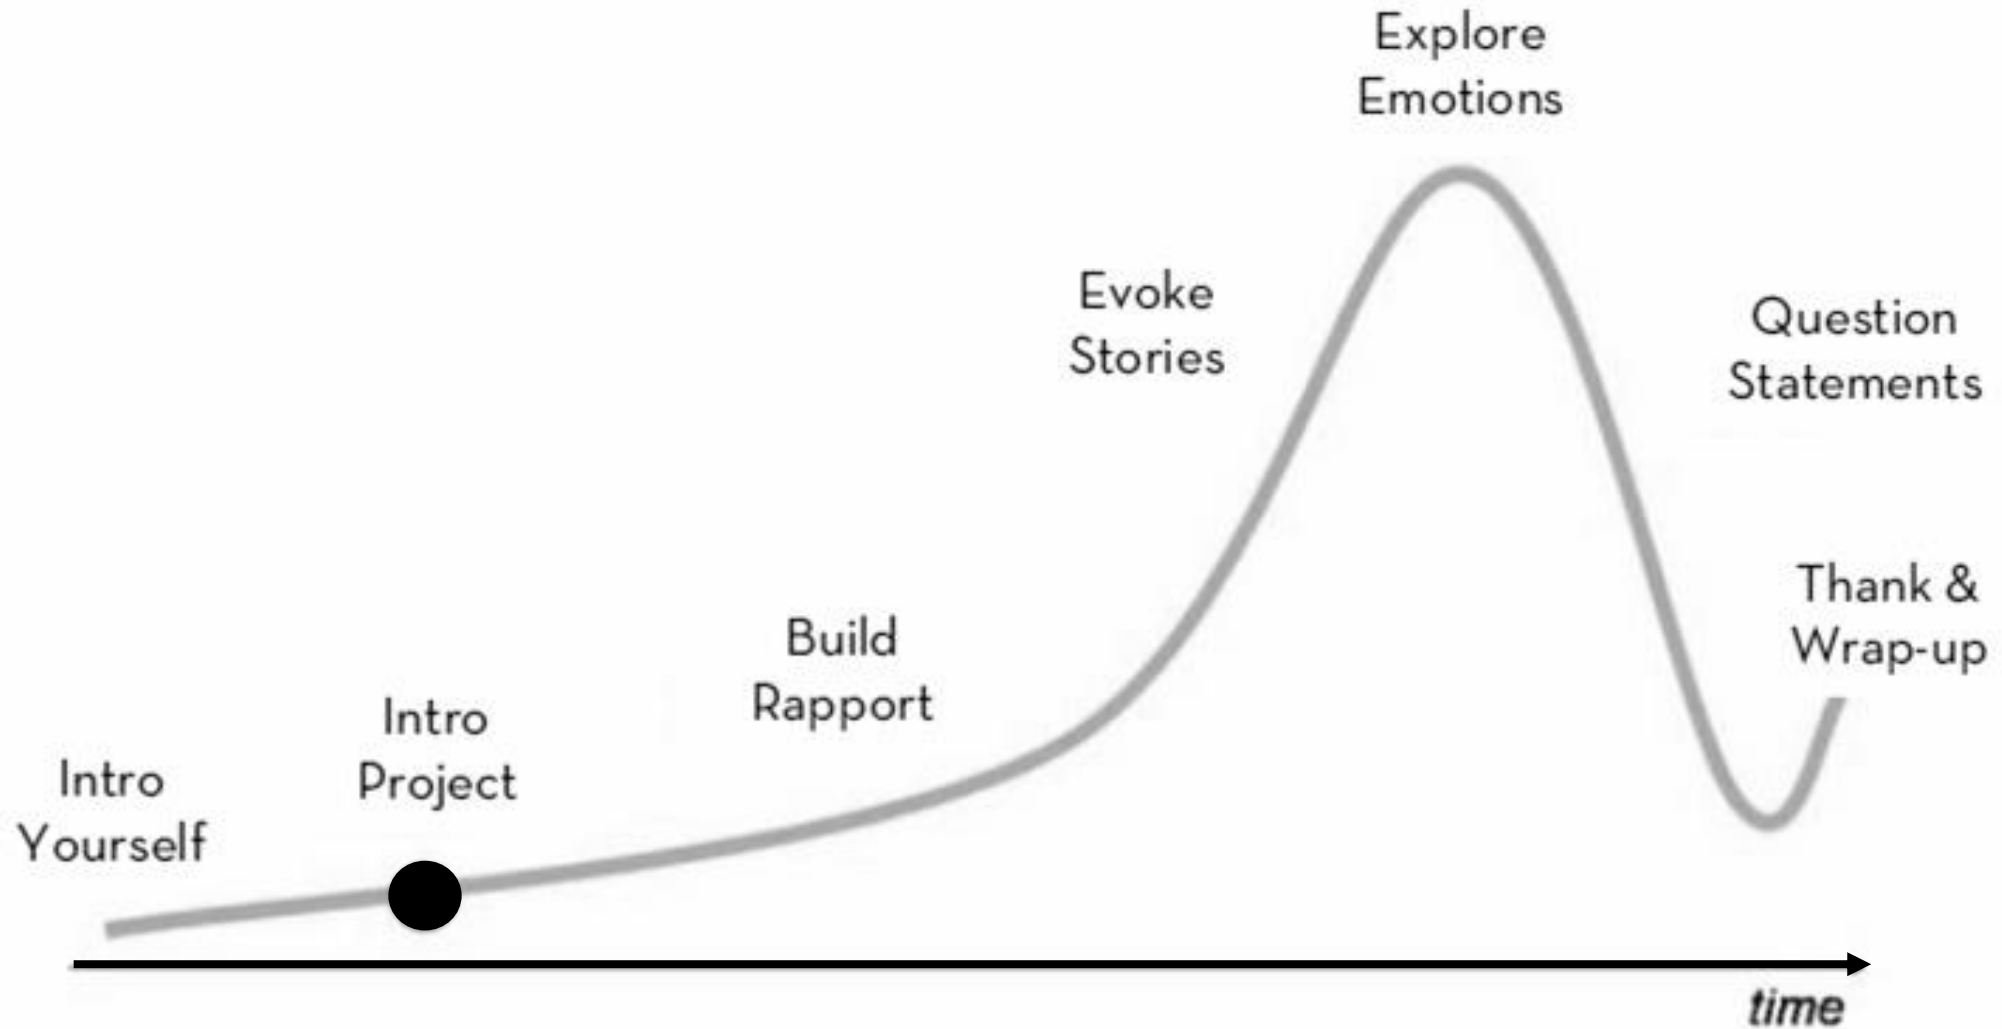 Intro
Yourself
Intro
Project
Build
Rapport
Evoke
Stories
Explore
Emotions
Question
Statements
Thank &
Wrap-up
time